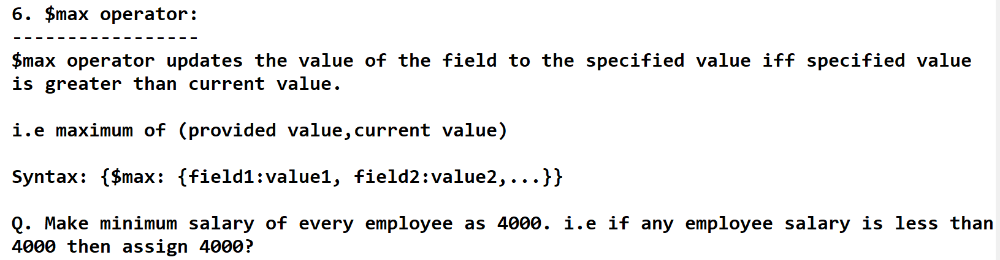 6. $max operator:
-----------------
$max operator updates the value of the field to the specified value iff specified value
is greater than current value.
i.e maximum of (provided value,current value)
Syntax: {$max: {field1:value1, field2:value2,...}}
Q. Make minimum salary of every employee as 4000. i.e if any employee salary is less than
4000 then assign 4000?